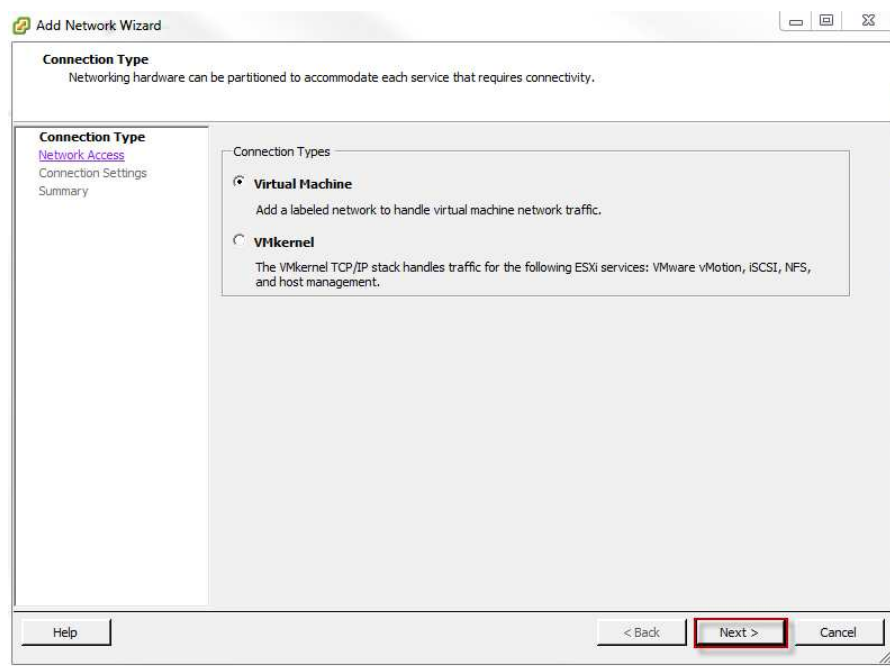 Add Network Wizard
Connection Type
Networking hardware can be partitioned to accommodate each service that requires connectivity.
Connection Type
Network Access
Connection Settings
Summary
Connection Types
Virtual Machine
Add a labeled network to handle virtual machine network traffic.
VMkernel
The VMkernel TCP/IP stack handles traffic for the following ESXi services: VMware vMotion, iSCSI, NFS,
and host management.
Help
< Back
Next >
Cancel